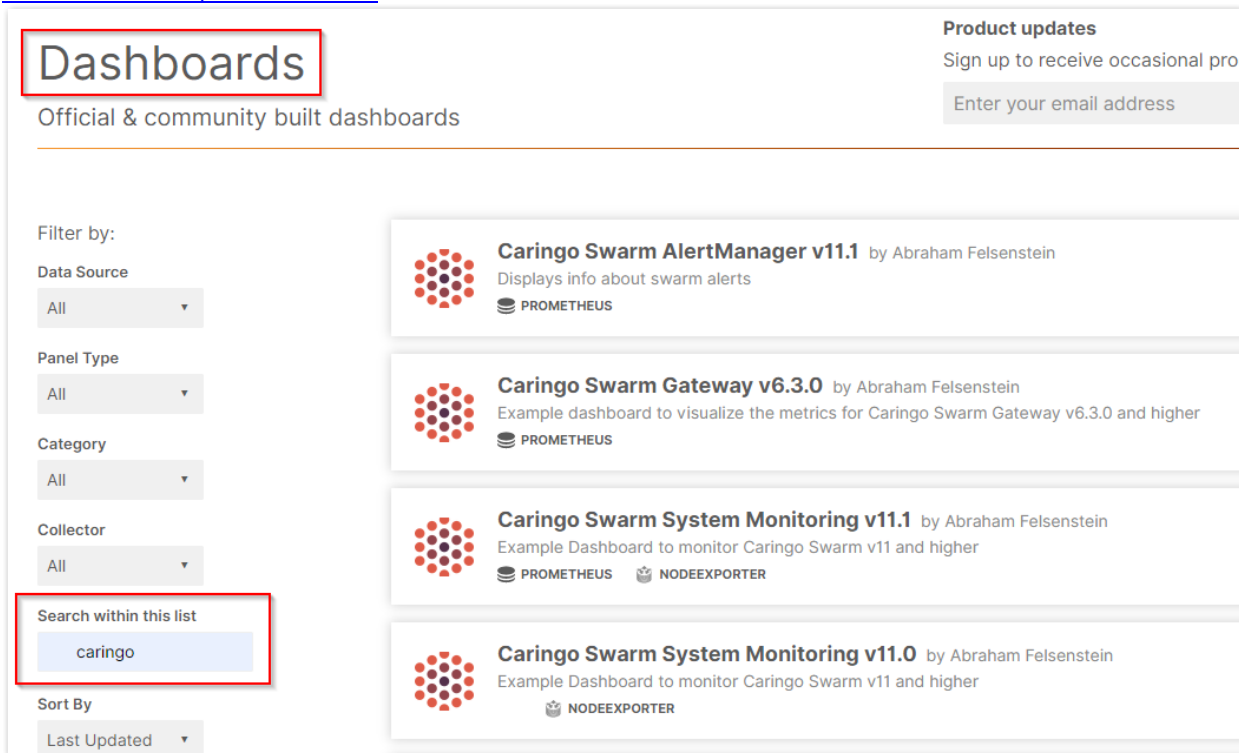 Dashboards
Official & community built dashboards
Product updates
Sign up to receive occasional pro
Enter your email address
Filter by:
Data Source
All
Panel Type
All
Category
All
Collector
All
Search within this list
caringo
Sort By
Last Updated
Caringo Swarm AlertManager v11.1 by Abraham Felsenstein
Displays info about swarm alerts
PROMETHEUS
Caringo Swarm Gateway v6.3.0 by Abraham Felsenstein
Example dashboard to visualize the metrics for Caringo Swarm Gateway v6.3.0 and higher
PROMETHEUS
Caringo Swarm System Monitoring v11.1 by Abraham Felsenstein
Example Dashboard to monitor Caringo Swarm v11 and higher
PROMETHEUS NODEEXPORTER
Caringo Swarm System Monitoring v11.0 by Abraham Felsenstein
Example Dashboard to monitor Caringo Swarm v11 and higher
NODEEXPORTER